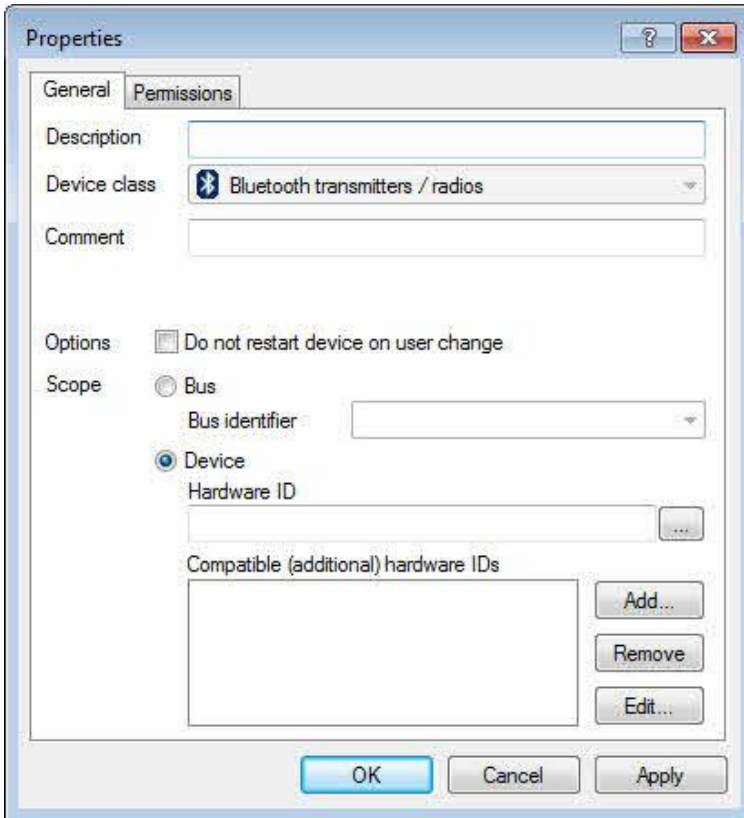 Properties
General Permissions
Description
Device class Bluetooth transmitters / radios
Comment
Options Do not restart device on user change
Scope Bus
Bus identifier
Device
Hardware ID
...
Compatible (additional) hardware IDs
Add...
Remove
Edit...
OK Cancel Apply